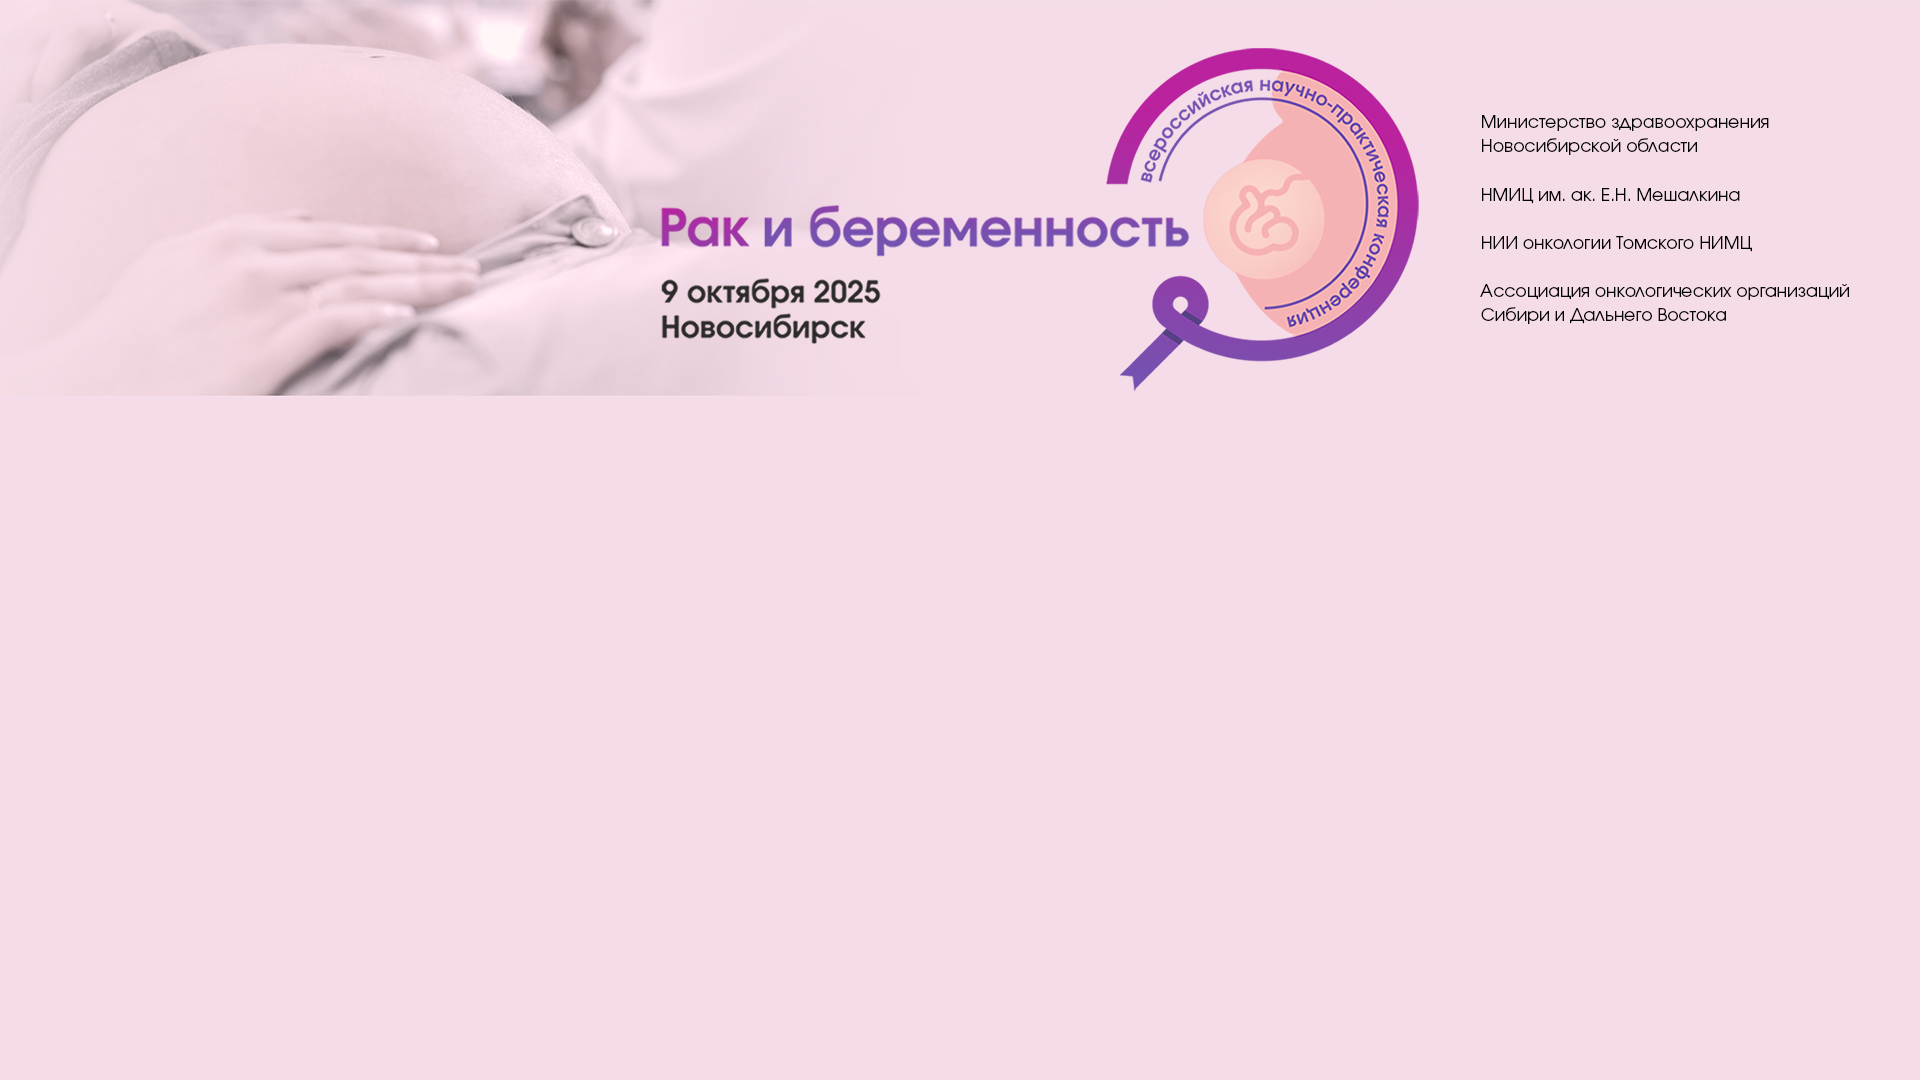 Рак и беременность
9 октября 2025
Новосибирск
всероссийская научно-практическая конференция
Министерство здравоохранения
Новосибирской области
НМИЦ им. ак. Е.Н. Мешалкина
НИИ онкологии Томского НИМЦ
Ассоциация онкологических организаций
Сибири и Дальнего Востока